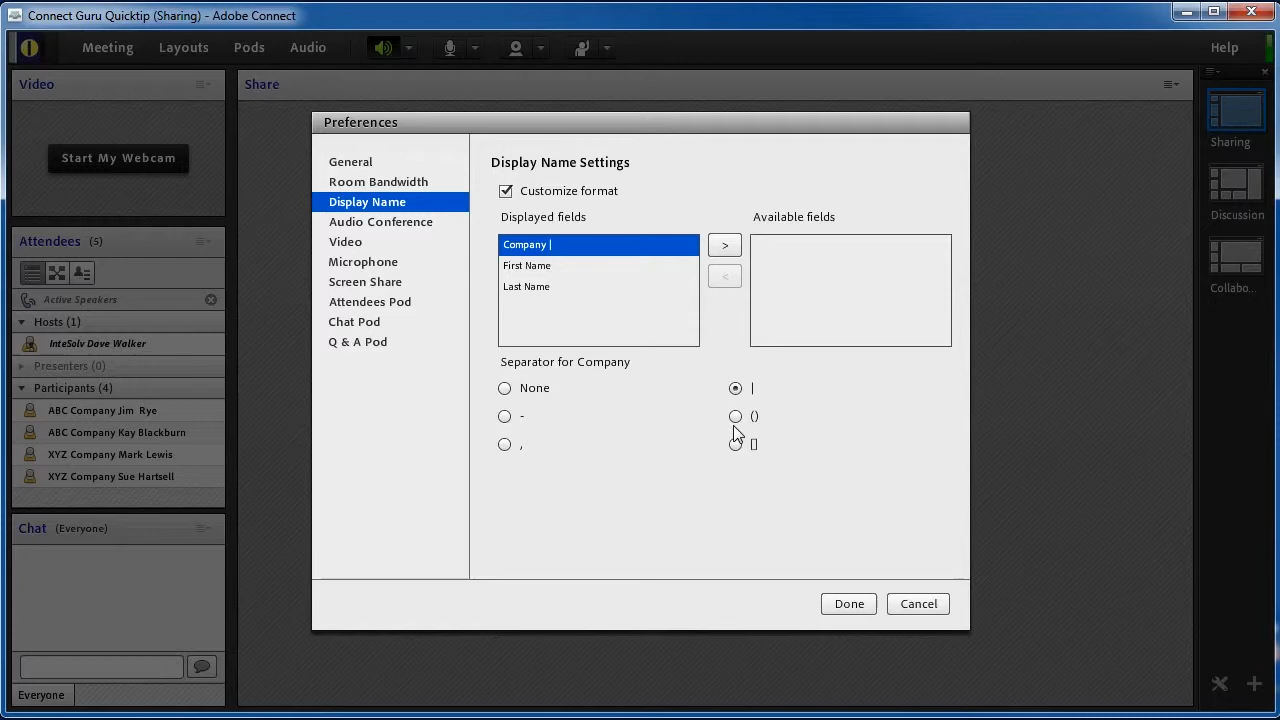 Connect Guru Quicktip (Sharing) - Adobe Connect
Meeting Layouts Pods Audio Help
Video
Start My Webcam
Attendees (5)
Active Speakers
Hosts (1)
InteSolv Dave Walker
Presenters (0)
Participants (4)
ABC Company Jim Rye
ABC Company Kay Blackburn
XYZ Company Mark Lewis
XYZ Company Sue Hartsell
Chat (Everyone)
Everyone
Share
Preferences
General
Room Bandwidth
Display Name
Audio Conference
Video
Microphone
Screen Share
Attendees Pod
Chat Pod
Q & A Pod
Display Name Settings
Customize format
Displayed fields
Company |
First Name
Last Name
>
<
Available fields
Separator for Company
None
-
,
|
()
[]
Done Cancel
Sharing
Discussion
Collabo...